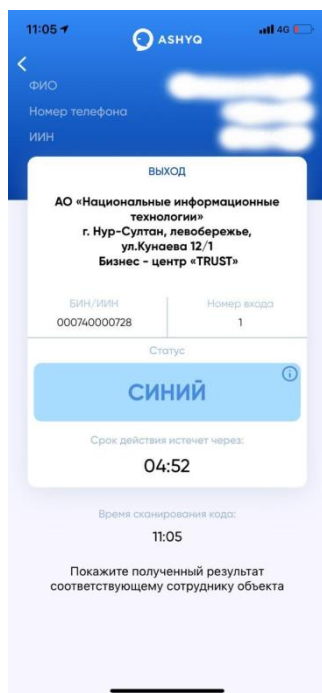 11:05
4G
ASHYQ
ФИО
Номер телефона
ИИН
ВЫХОД
АО «Национальные информационные
технологии»
г. Нур-Султан, левобережье,
ул.Кунаева 12/1
Бизнес - центр «TRUST»
БИН/ИИН
Номер входа
000740000728
1
Статус
СИНИЙ
Срок действия истечет через:
04:52
Время сканирования кода:
11:05
Покажите полученный результат
соответствующему сотруднику объекта